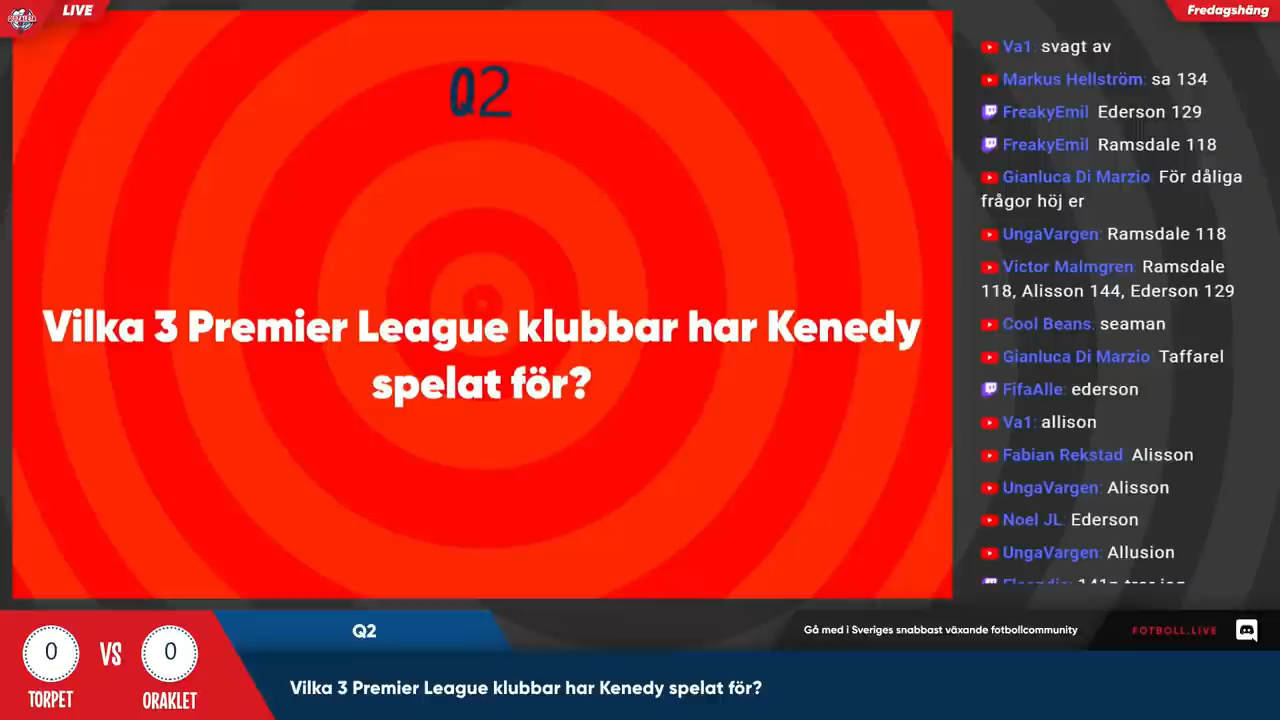 LIVE
Fredagshäng
Q2
Vilka 3 Premier League klubbar har Kenedy
spelat för?
Va1: svagt av
Markus Hellström: sa 134
FreakyEmil Ederson 129
FreakyEmil Ramsdale 118
Gianluca Di Marzio För dåliga
frågor höj er
UngaVargen: Ramsdale 118
Victor Malmgren: Ramsdale
118, Alisson 144, Ederson 129
Cool Beans: seaman
Gianluca Di Marzio Taffarel
FifaAlle: ederson
Va1: allison
Fabian Rekstad Alisson
UngaVargen: Alisson
Noel JL: Ederson
UngaVargen: Allusion
0 VS 0
TORPET ORAKLET
Q2
Gå med i Sveriges snabbast växande fotbollcommunity
FOTBOLL.LIVE
Vilka 3 Premier League klubbar har Kenedy spelat för?